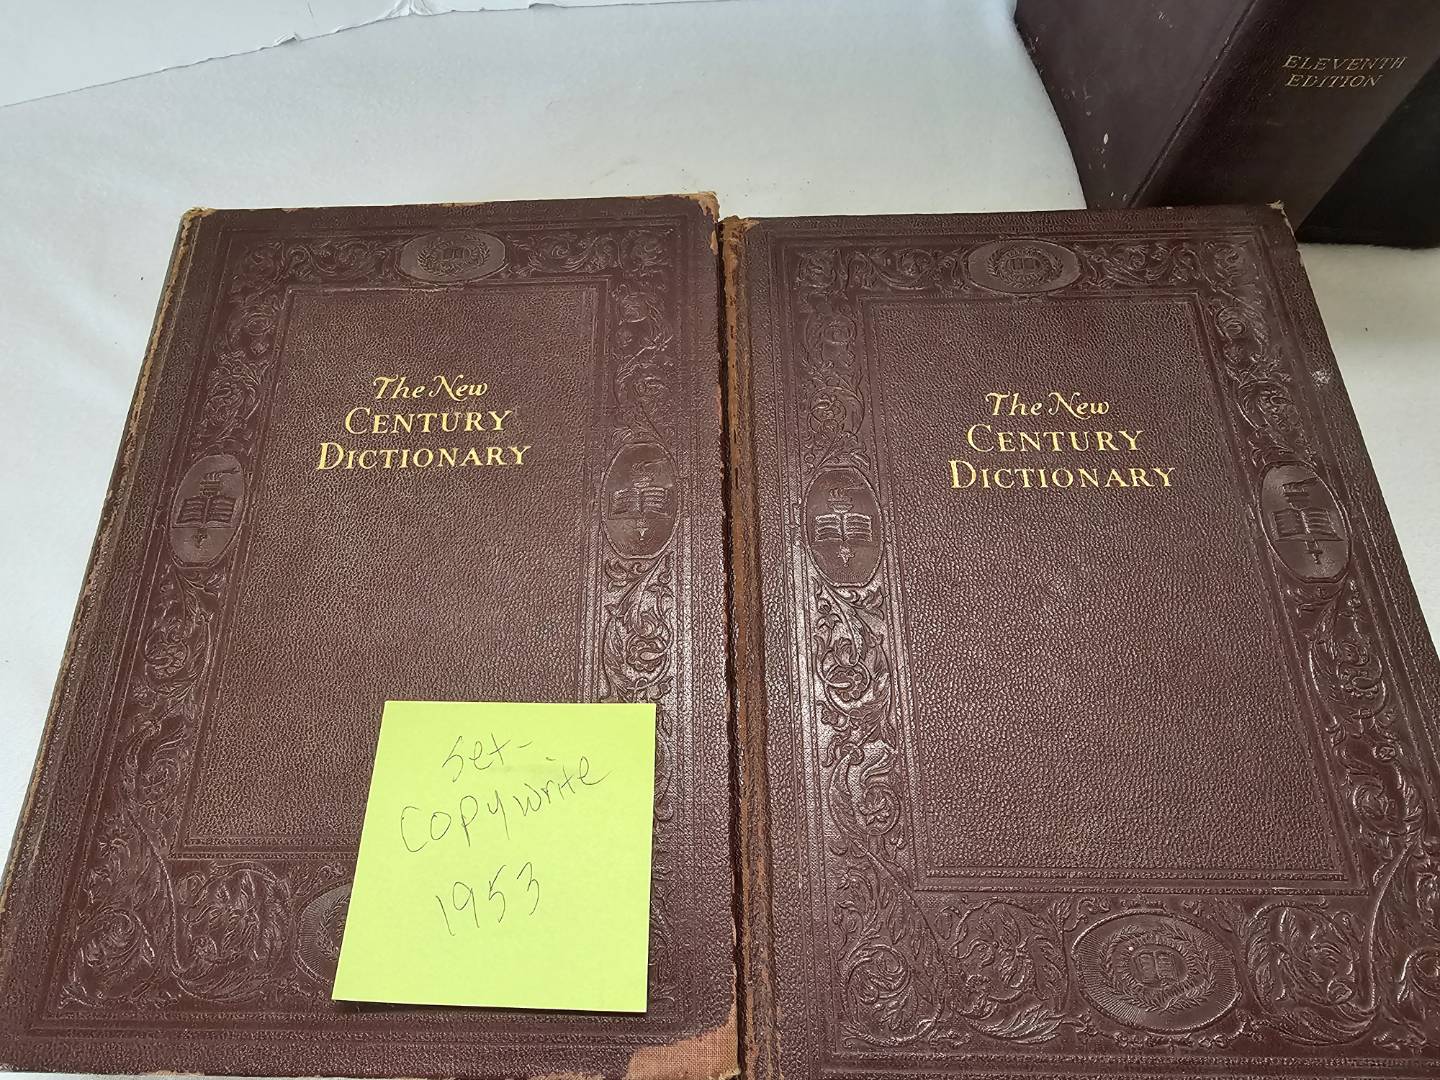 ELEVENTH
EDITION
The New
CENTURY
DICTIONARY
The New
CENTURY
DICTIONARY
Set-
Copywrite
1953